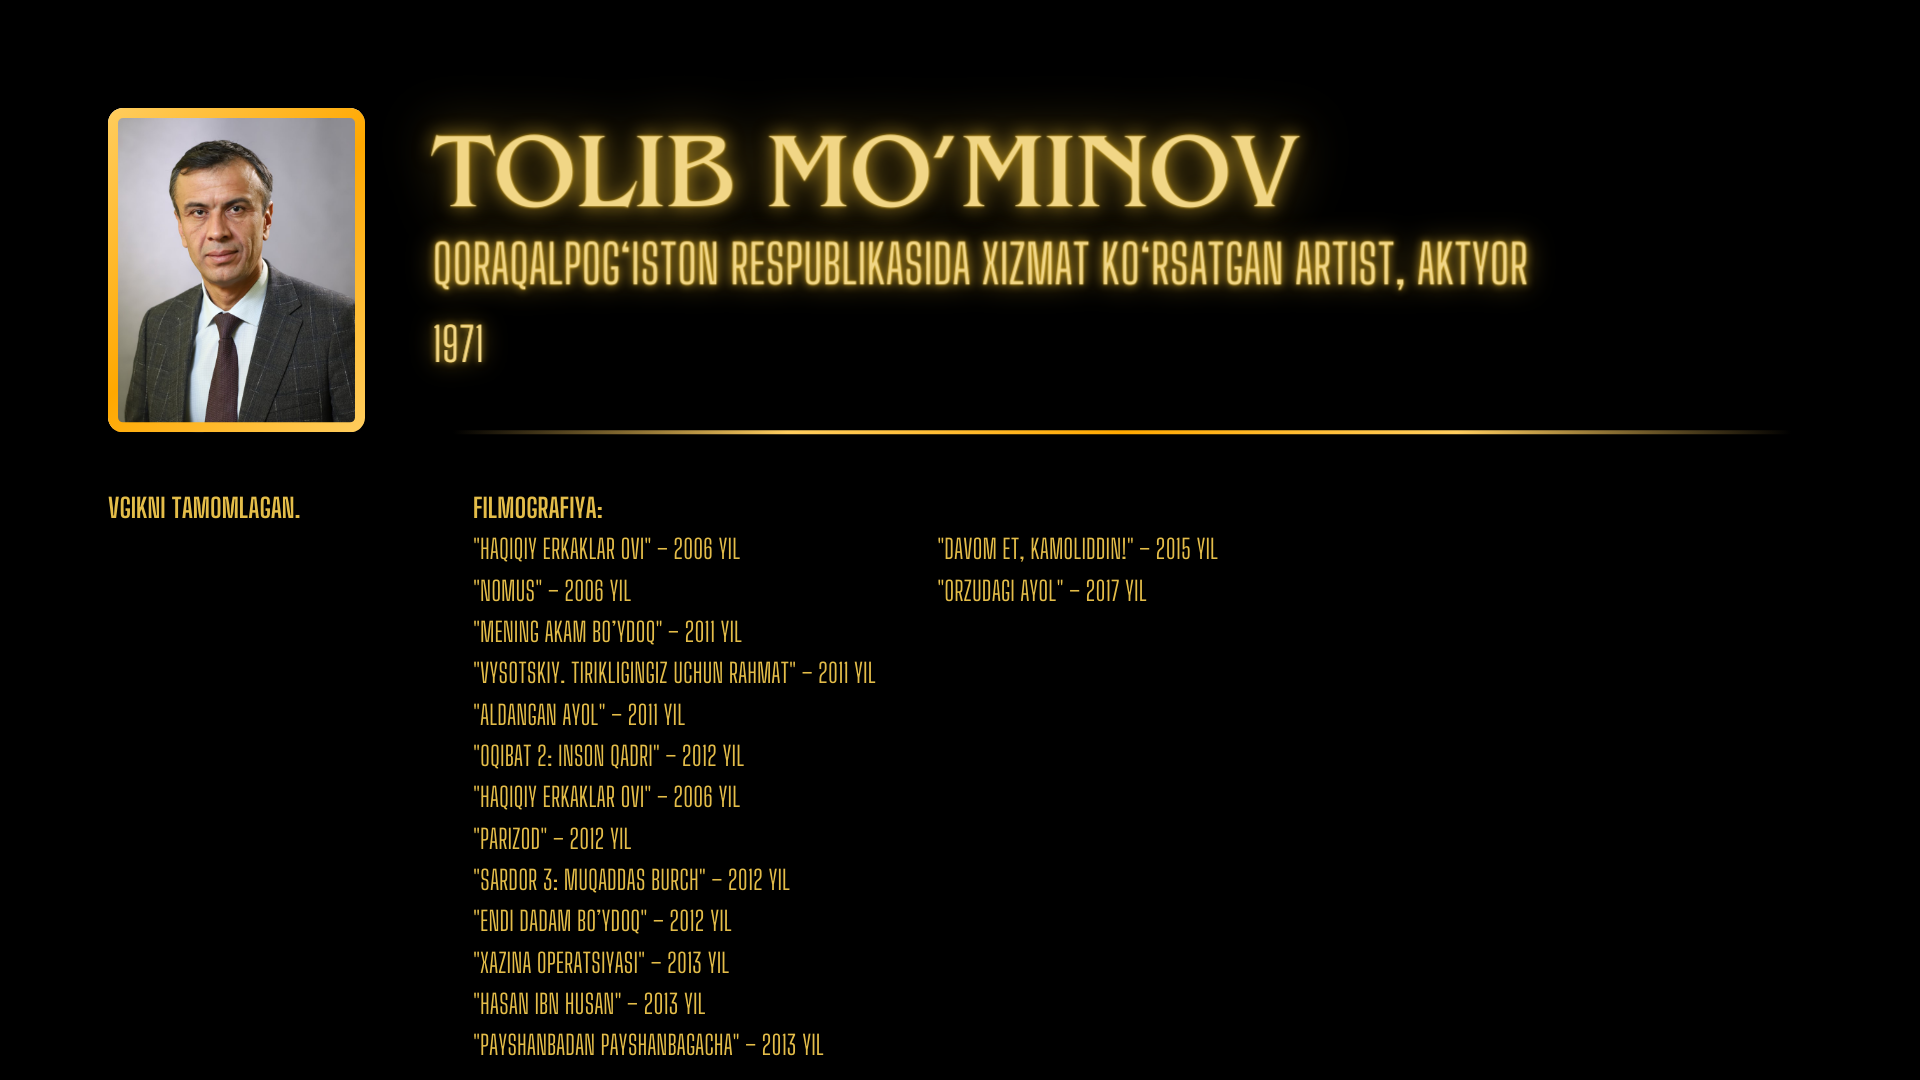 TOLIB MO’MINOV
QORAQALPOG‘ISTON RESPUBLIKASIDA XIZMAT KO‘RSATGAN ARTIST, AKTYOR
1971
VGIKNI TAMOMLAGAN.
FILMOGRAFIYA:
"HAQIQIY ERKAKLAR OVI" – 2006 YIL
"NOMUS" – 2006 YIL
"MENING AKAM BO’YDOQ" – 2011 YIL
"VYSOTSKIY. TIRIKLIGINGIZ UCHUN RAHMAT" – 2011 YIL
"ALDANGAN AYOL" – 2011 YIL
"OQIBAT 2: INSON QADRI" – 2012 YIL
"HAQIQIY ERKAKLAR OVI" – 2006 YIL
"PARIZOD" – 2012 YIL
"SARDOR 3: MUQADDAS BURCH" – 2012 YIL
"ENDI DADAM BO’YDOQ" – 2012 YIL
"XAZINA OPERATSIYASI" – 2013 YIL
"HASAN IBN HUSAN" – 2013 YIL
"PAYSHANBADAN PAYSHANBAGACHA" – 2013 YIL
"DAVOM ET, KAMOLIDDIN!" – 2015 YIL
"ORZUDAGI AYOL" – 2017 YIL